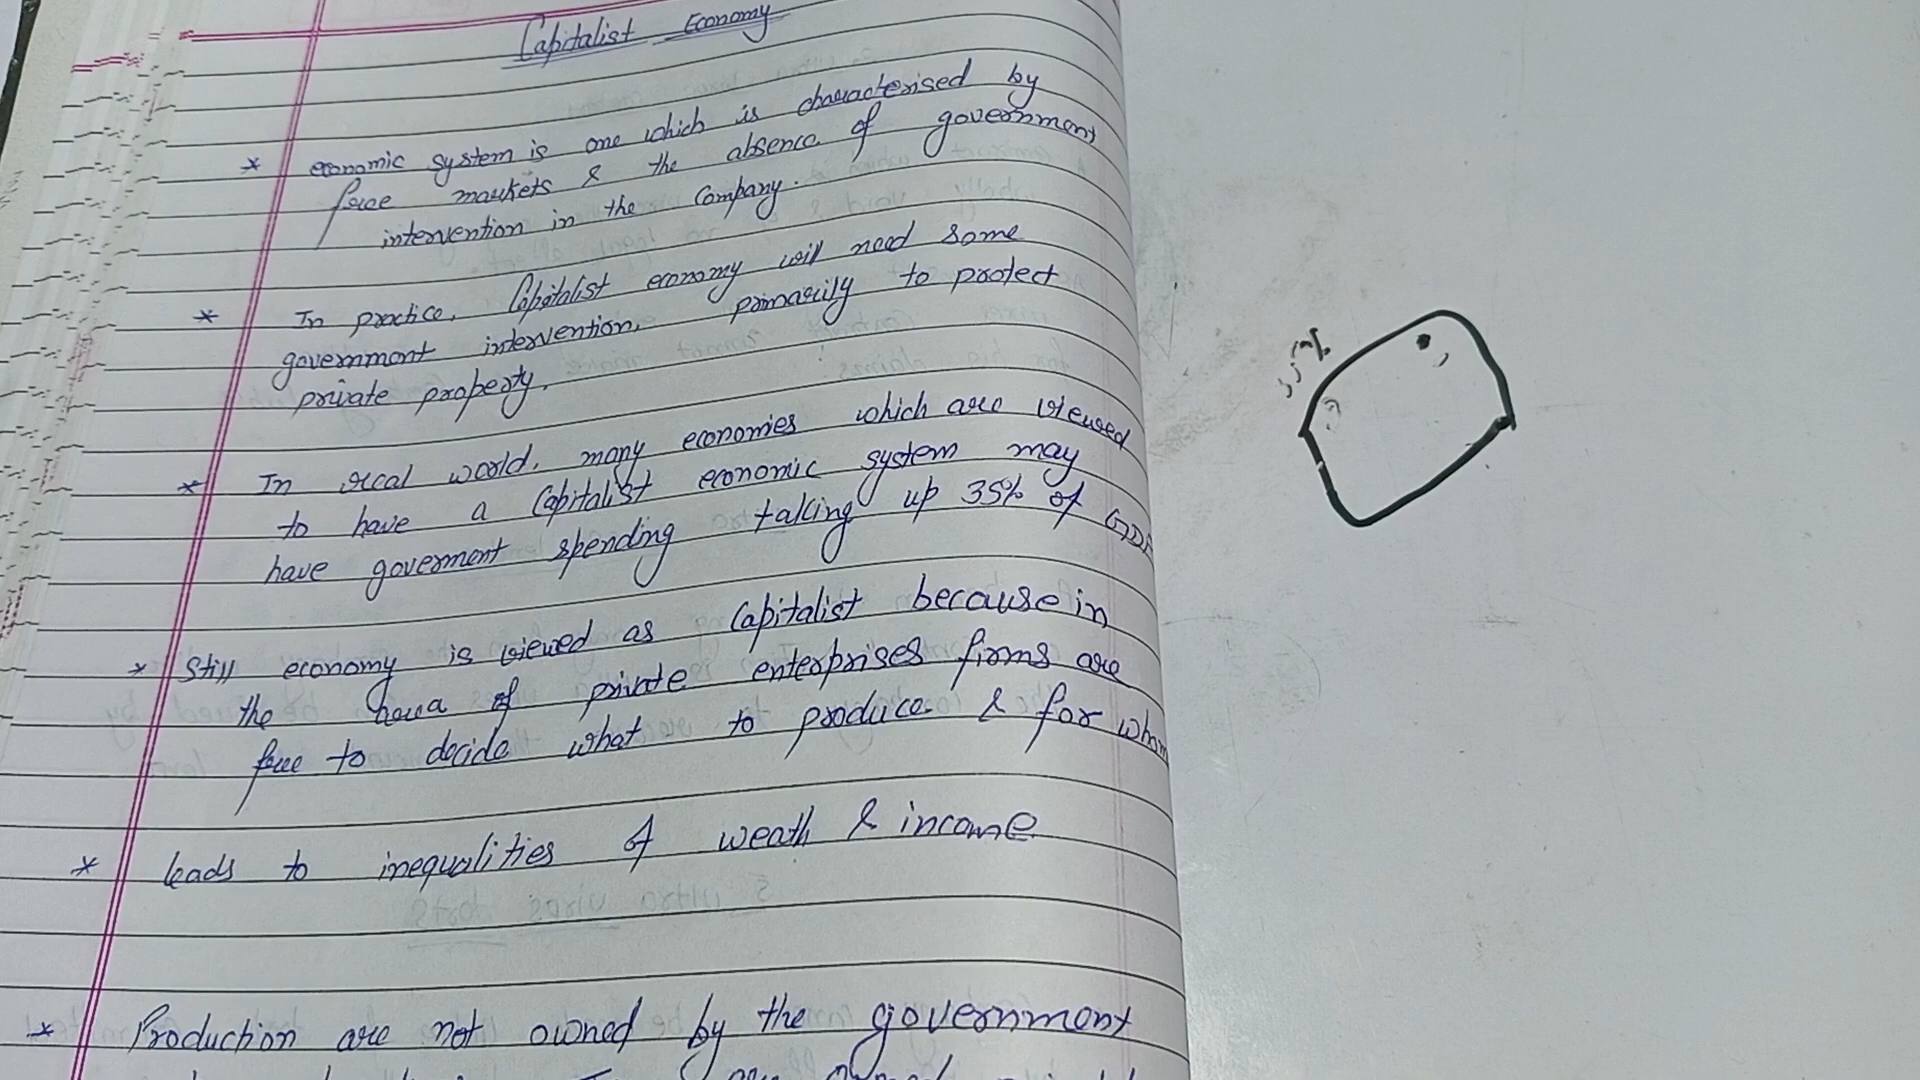 Capitalist Economy
* economic system is one which is characterised by
free markets & the absence of government
intervention in the Company.
* In practice, Capitalist economy will need some
government intervention, primarily to protect
private property.
* In real world, many economies which are viewed
to have a Capitalist economic system may
have goverment spending taking up 35% of GDP
* Still economy is viewed as Capitalist because in
the area of private enterprises firms are
free to decide what to produce & for whom
* leads to inequalities of weath & income
* Production are not owned by the government